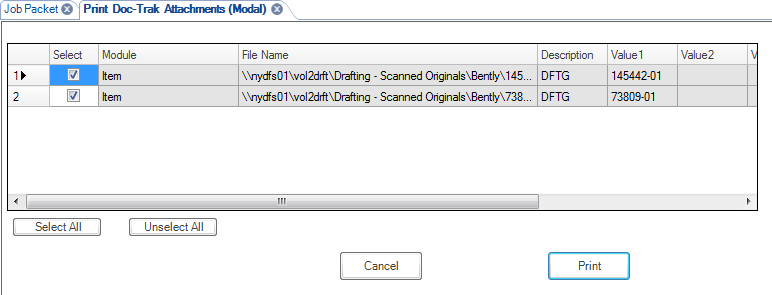 Job Packet Print Doc-Trak Attachments (Modal)
Select Module File Name Description Value1 Value2 V
1 Item \\nydfs01\vol2drft\Drafting - Scanned Originals\Bently\145... DFTG 145442-01
2 Item \\nydfs01\vol2drft\Drafting - Scanned Originals\Bently\738... DFTG 73809-01
Select All Unselect All
Cancel Print